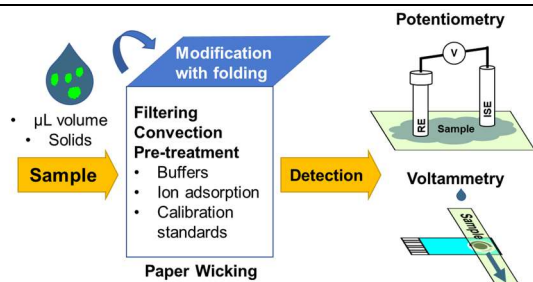 Potentiometry
Modification
with folding
V
• µL volume
• Solids
Filtering
Convection
Pre-treatment
• Buffers
• Ion adsorption
• Calibration
standards
RE
Sample
ISE
Sample
Detection
Voltammetry
Sample
Paper Wicking